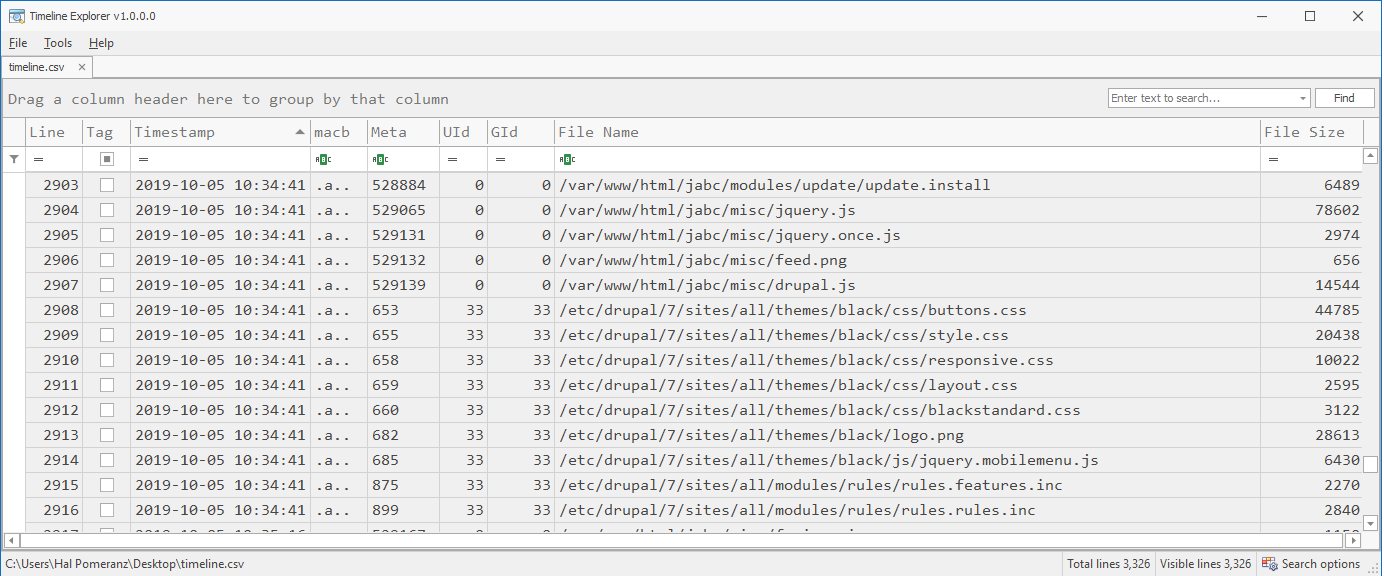 Timeline Explorer v1.0.0.0
File Tools Help
timeline.csv
Drag a column header here to group by that column Enter text to search... Find
Line Tag Timestamp macb Meta UId GId File Name File Size
= = ABC ABC = = ABC =
2903 2019-10-05 10:34:41 .a.. 528884 0 0 /var/www/html/jabc/modules/update/update.install 6489
2904 2019-10-05 10:34:41 .a.. 529065 0 0 /var/www/html/jabc/misc/jquery.js 78602
2905 2019-10-05 10:34:41 .a.. 529131 0 0 /var/www/html/jabc/misc/jquery.once.js 2974
2906 2019-10-05 10:34:41 .a.. 529132 0 0 /var/www/html/jabc/misc/feed.png 656
2907 2019-10-05 10:34:41 .a.. 529139 0 0 /var/www/html/jabc/misc/drupal.js 14544
2908 2019-10-05 10:34:41 .a.. 653 33 33 /etc/drupal/7/sites/all/themes/black/css/buttons.css 44785
2909 2019-10-05 10:34:41 .a.. 655 33 33 /etc/drupal/7/sites/all/themes/black/css/style.css 20438
2910 2019-10-05 10:34:41 .a.. 658 33 33 /etc/drupal/7/sites/all/themes/black/css/responsive.css 10022
2911 2019-10-05 10:34:41 .a.. 659 33 33 /etc/drupal/7/sites/all/themes/black/css/layout.css 2595
2912 2019-10-05 10:34:41 .a.. 660 33 33 /etc/drupal/7/sites/all/themes/black/css/blackstandard.css 3122
2913 2019-10-05 10:34:41 .a.. 682 33 33 /etc/drupal/7/sites/all/themes/black/logo.png 28613
2914 2019-10-05 10:34:41 .a.. 685 33 33 /etc/drupal/7/sites/all/themes/black/js/jquery.mobilemenu.js 6430
2915 2019-10-05 10:34:41 .a.. 875 33 33 /etc/drupal/7/sites/all/modules/rules/rules.features.inc 2270
2916 2019-10-05 10:34:41 .a.. 899 33 33 /etc/drupal/7/sites/all/modules/rules/rules.rules.inc 2840
C:\Users\Hal Pomeranz\Desktop\timeline.csv Total lines 3,326 Visible lines 3,326 Search options